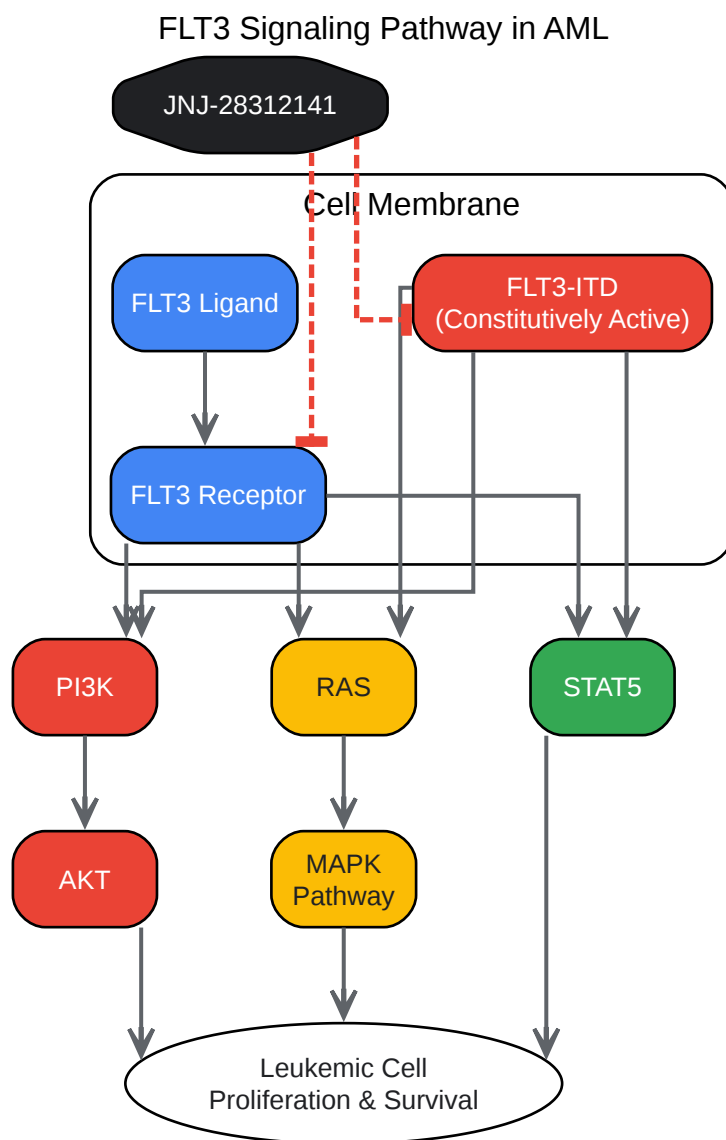 FLT3 Signaling Pathway in AML
JNJ-28312141
Cell Membrane
FLT3 Ligand
FLT3-ITD
(Constitutively Active)
FLT3 Receptor
PI3K
RAS
STAT5
AKT
MAPK
Pathway
Leukemic Cell
Proliferation & Survival